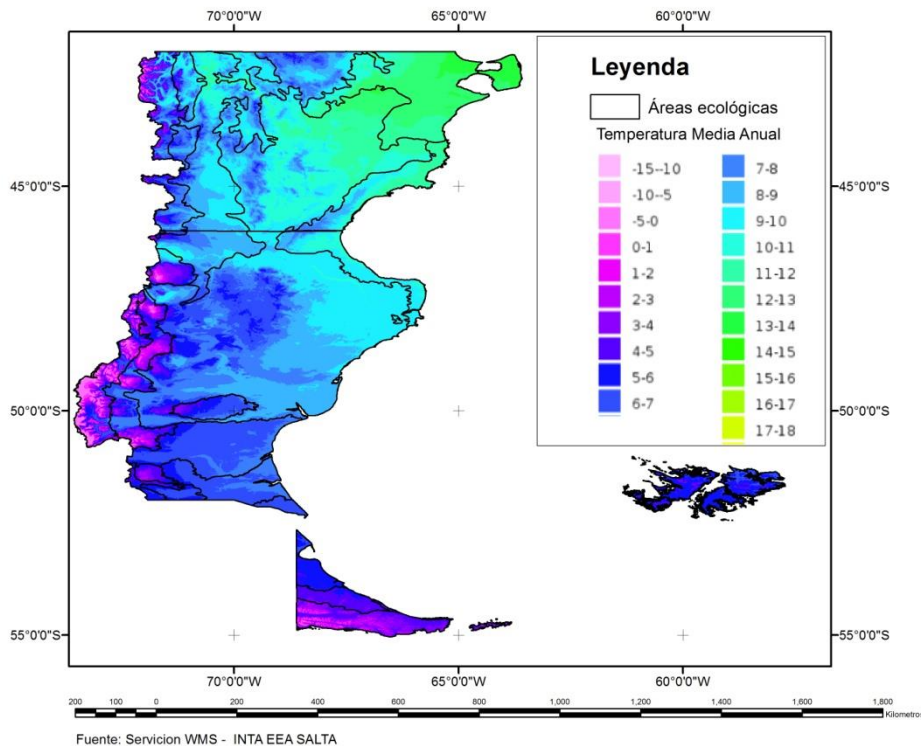 70°0'0"W 65°0'0"W 60°0'0"W
Leyenda
Áreas ecológicas
Temperatura Media Anual
-15--10 7-8
-10--5 8-9
-5-0 9-10
0-1 10-11
1-2 11-12
2-3 12-13
3-4 13-14
4-5 14-15
5-6 15-16
6-7 16-17
17-18
45°0'0"S 45°0'0"S
50°0'0"S 50°0'0"S
55°0'0"S 55°0'0"S
70°0'0"W 65°0'0"W 60°0'0"W
200 100 0 200 400 600 800 1,000 1,200 1,400 1,600 1,800
Kilometros
Fuente: Servicion WMS - INTA EEA SALTA